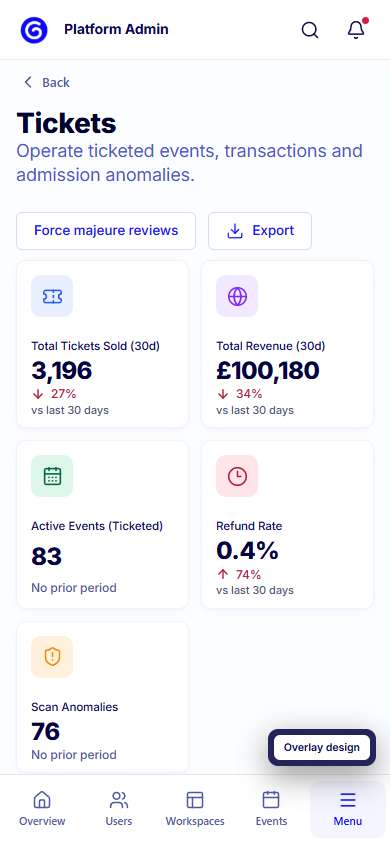 Platform Admin
Back
Tickets
Operate ticketed events, transactions and
admission anomalies.
Force majeure reviews
Export
Total Tickets Sold (30d)
3,196
27%
vs last 30 days
Total Revenue (30d)
£100,180
34%
vs last 30 days
Active Events (Ticketed)
83
No prior period
Refund Rate
0.4%
74%
vs last 30 days
Scan Anomalies
76
No prior period
Overlay design
Overview
Users
Workspaces
Events
Menu